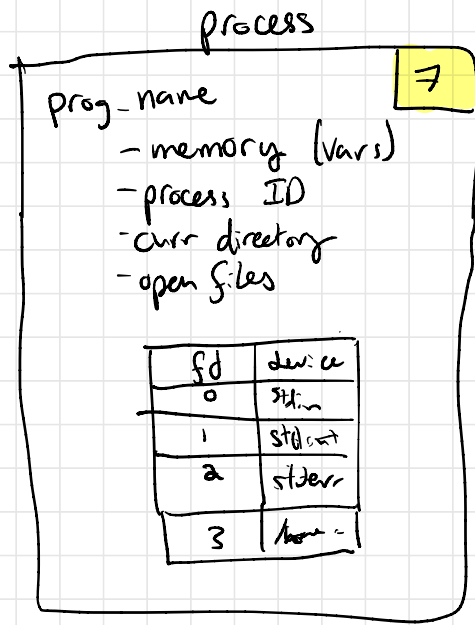 process
7
prog_name
- memory (vars)
- process ID
- curr directory
- open files
fd device
0 stdin
1 stdout
2 stderr
3